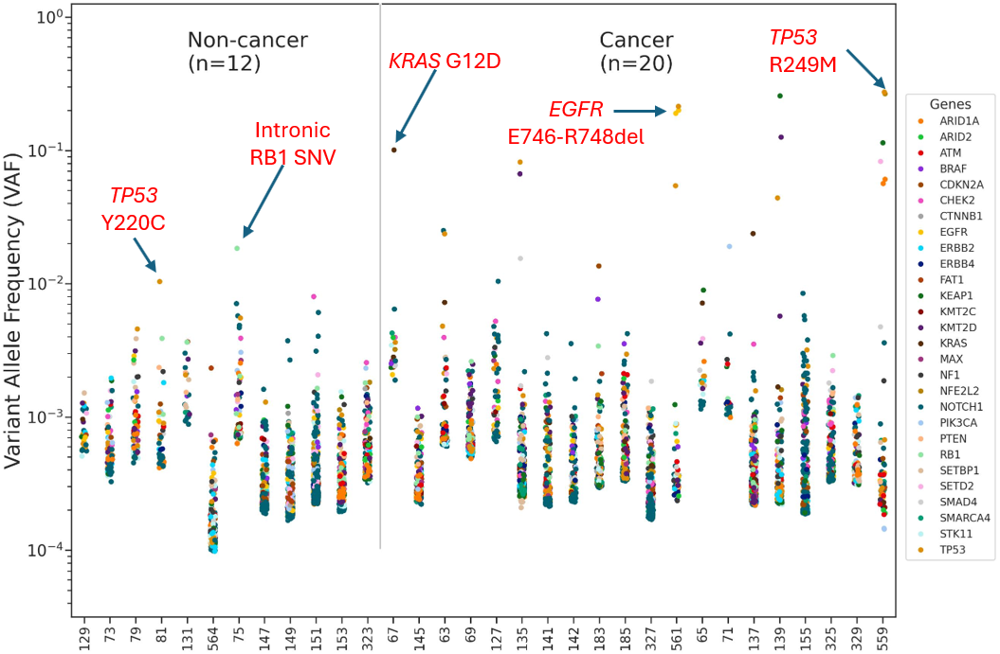 Variant Allele Frequency (VAF)
10⁰
10⁻¹
10⁻²
10⁻³
10⁻⁴
Non-cancer
(n=12)
Cancer
(n=20)
TP53
Y220C
Intronic
RB1 SNV
KRAS G12D
EGFR
E746-R748del
TP53
R249M
129
73
79
81
131
564
75
147
149
151
153
323
67
145
63
69
127
135
141
142
183
185
327
561
65
71
137
139
155
325
329
559
Genes
ARID1A
ARID2
ATM
BRAF
CDKN2A
CHEK2
CTNNB1
EGFR
ERBB2
ERBB4
FAT1
KEAP1
KMT2C
KMT2D
KRAS
MAX
NF1
NFE2L2
NOTCH1
PIK3CA
PTEN
RB1
SETBP1
SETD2
SMAD4
SMARCA4
STK11
TP53